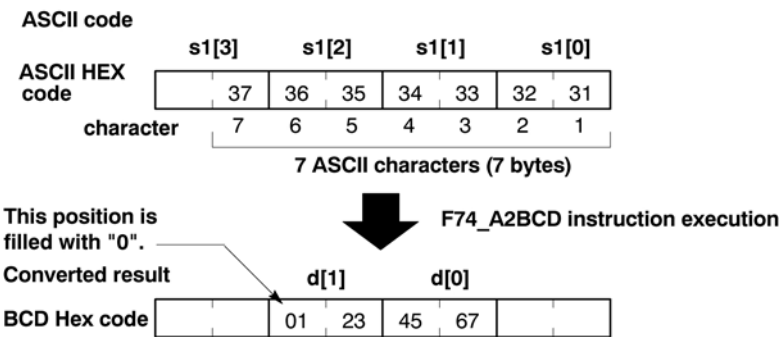 ASCII code
s1[3] s1[2] s1[1] s1[0]
ASCII HEX
code 37 36 35 34 33 32 31
character 7 6 5 4 3 2 1
7 ASCII characters (7 bytes)
This position is
filled with "0".
F74_A2BCD instruction execution
Converted result d[1] d[0]
BCD Hex code 01 23 45 67